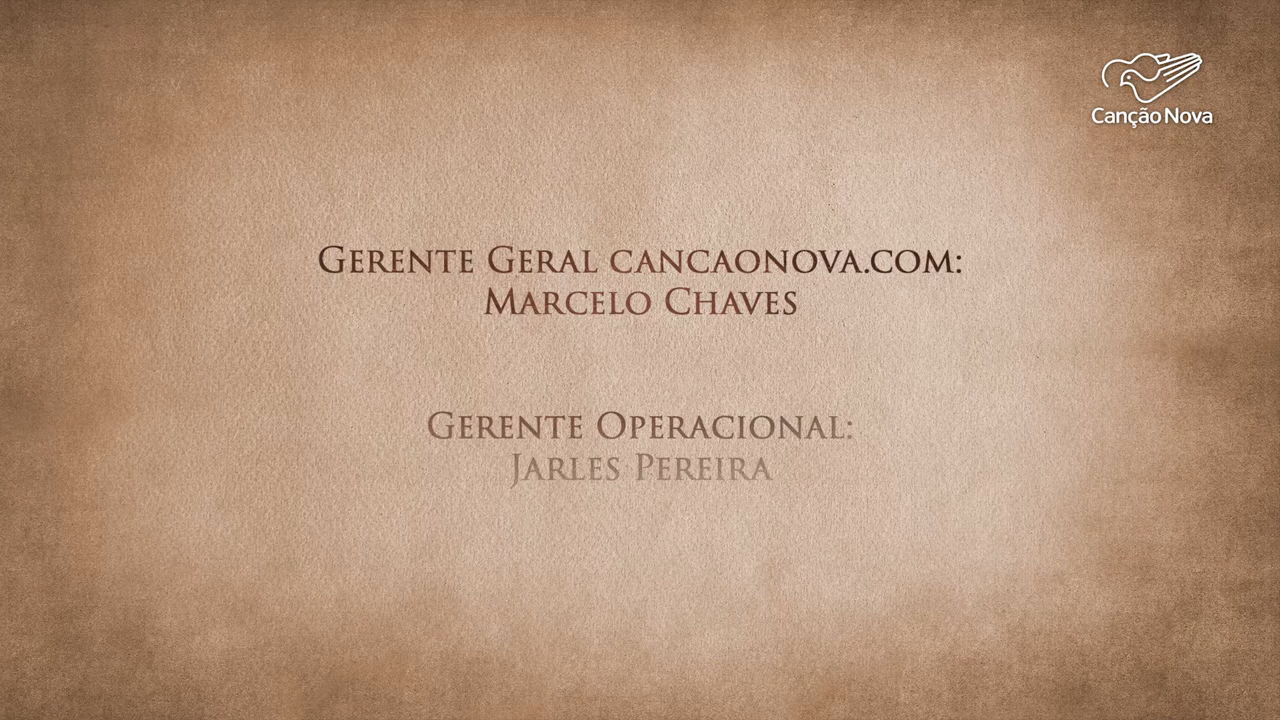 Canção Nova
Gerente Geral cancaonova.com:
Marcelo Chaves
Gerente Operacional:
Jarles Pereira